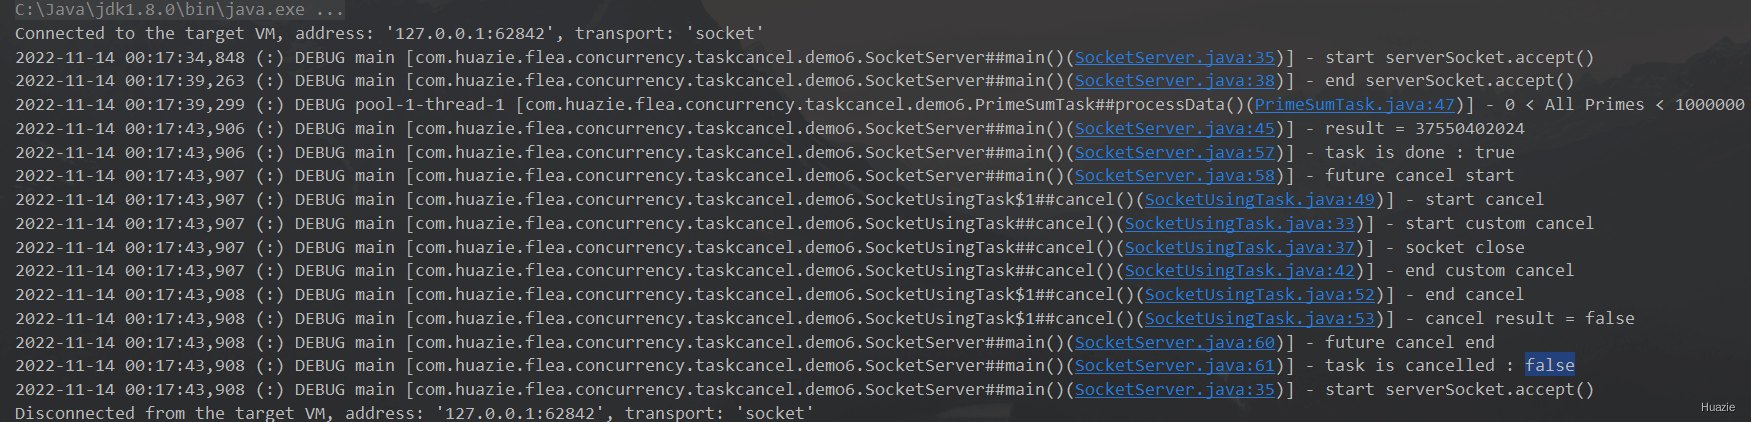 C:\Java\jdk1.8.0\bin\java.exe ...
Connected to the target VM, address: '127.0.0.1:62842', transport: 'socket'
2022-11-14 00:17:34,848 (:) DEBUG main [com.huazie.flea.concurrency.taskcancel.demo6.SocketServer##main()(SocketServer.java:35)] - start serverSocket.accept()
2022-11-14 00:17:39,263 (:) DEBUG main [com.huazie.flea.concurrency.taskcancel.demo6.SocketServer##main()(SocketServer.java:38)] - end serverSocket.accept()
2022-11-14 00:17:39,299 (:) DEBUG pool-1-thread-1 [com.huazie.flea.concurrency.taskcancel.demo6.PrimeSumTask##processData()(PrimeSumTask.java:47)] - 0 < All Primes < 1000000
2022-11-14 00:17:43,906 (:) DEBUG main [com.huazie.flea.concurrency.taskcancel.demo6.SocketServer##main()(SocketServer.java:45)] - result = 37550402024
2022-11-14 00:17:43,906 (:) DEBUG main [com.huazie.flea.concurrency.taskcancel.demo6.SocketServer##main()(SocketServer.java:57)] - task is done : true
2022-11-14 00:17:43,907 (:) DEBUG main [com.huazie.flea.concurrency.taskcancel.demo6.SocketServer##main()(SocketServer.java:58)] - future cancel start
2022-11-14 00:17:43,907 (:) DEBUG main [com.huazie.flea.concurrency.taskcancel.demo6.SocketUsingTask$1##cancel()(SocketUsingTask.java:49)] - start cancel
2022-11-14 00:17:43,907 (:) DEBUG main [com.huazie.flea.concurrency.taskcancel.demo6.SocketUsingTask##cancel()(SocketUsingTask.java:33)] - start custom cancel
2022-11-14 00:17:43,907 (:) DEBUG main [com.huazie.flea.concurrency.taskcancel.demo6.SocketUsingTask##cancel()(SocketUsingTask.java:37)] - socket close
2022-11-14 00:17:43,907 (:) DEBUG main [com.huazie.flea.concurrency.taskcancel.demo6.SocketUsingTask##cancel()(SocketUsingTask.java:42)] - end custom cancel
2022-11-14 00:17:43,908 (:) DEBUG main [com.huazie.flea.concurrency.taskcancel.demo6.SocketUsingTask$1##cancel()(SocketUsingTask.java:52)] - end cancel
2022-11-14 00:17:43,908 (:) DEBUG main [com.huazie.flea.concurrency.taskcancel.demo6.SocketUsingTask$1##cancel()(SocketUsingTask.java:53)] - cancel result = false
2022-11-14 00:17:43,908 (:) DEBUG main [com.huazie.flea.concurrency.taskcancel.demo6.SocketServer##main()(SocketServer.java:60)] - future cancel end
2022-11-14 00:17:43,908 (:) DEBUG main [com.huazie.flea.concurrency.taskcancel.demo6.SocketServer##main()(SocketServer.java:61)] - task is cancelled : false
2022-11-14 00:17:43,908 (:) DEBUG main [com.huazie.flea.concurrency.taskcancel.demo6.SocketServer##main()(SocketServer.java:35)] - start serverSocket.accept()
Disconnected from the target VM, address: '127.0.0.1:62842', transport: 'socket'
Huazie